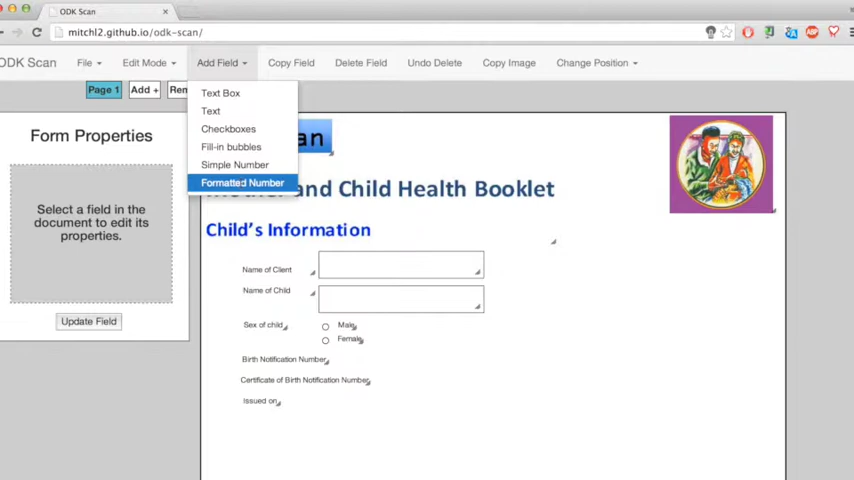 ODK Scan
mitchl2.github.io/odk-scan/
ODK Scan File Edit Mode Add Field Copy Field Delete Field Undo Delete Copy Image Change Position
Page 1 Add +
Text Box
Text
Checkboxes
Fill-in bubbles
Simple Number
Formatted Number
Form Properties
Select a field in the
document to edit its
properties.
Update Field
and Child Health Booklet
Child's Information
Name of Client
Name of Child
Sex of child
Male
Female
Birth Notification Number
Certificate of Birth Notification Number
Issued on